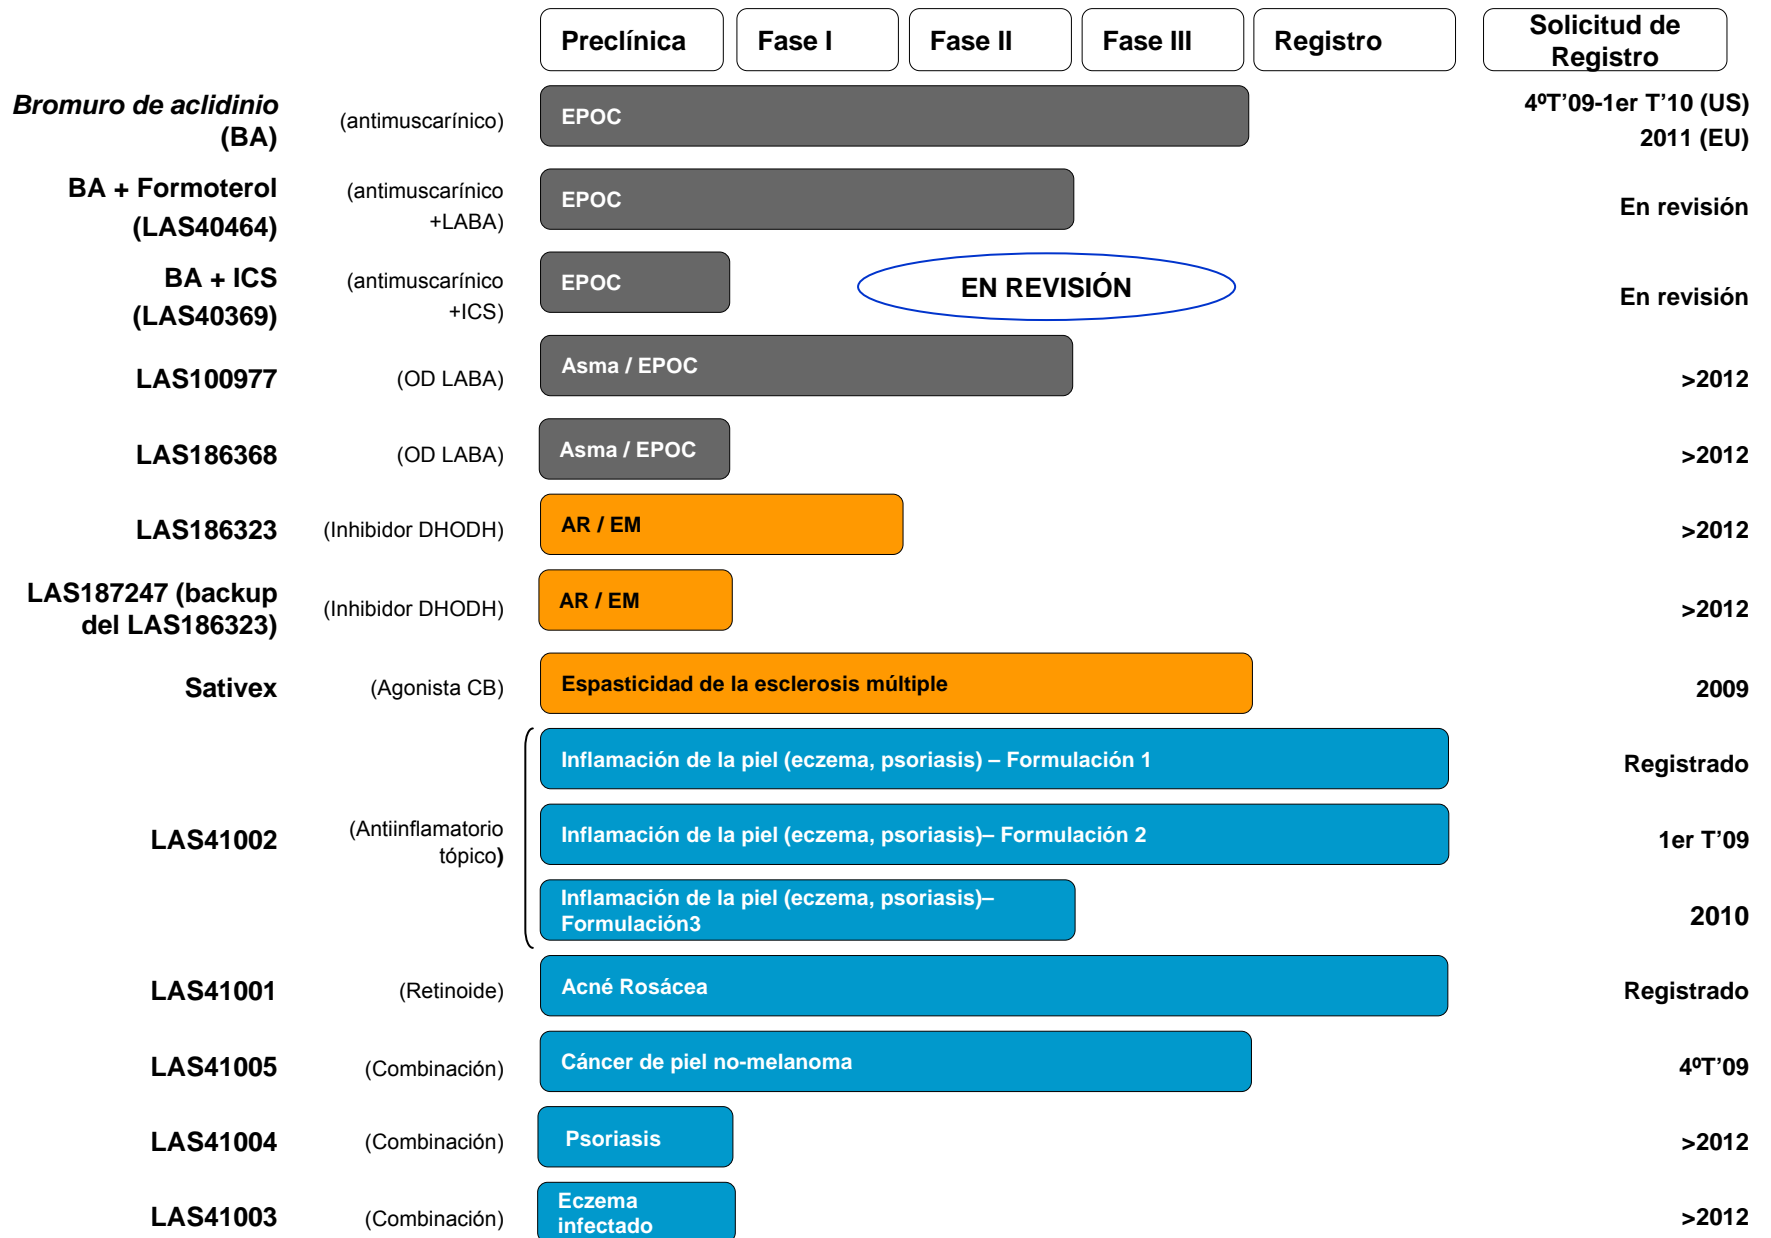 Preclínica
Fase I
Fase II
Fase III
Registro
Solicitud de
Registro
Bromuro de aclidinio
(BA)
(antimuscarínico)
EPOC
4ºT’09-1er T’10 (US)
2011 (EU)
BA + Formoterol
(LAS40464)
(antimuscarínico
+LABA)
EPOC
En revisión
BA + ICS
(LAS40369)
(antimuscarínico
+ICS)
EPOC
EN REVISIÓN
En revisión
LAS100977
(OD LABA)
Asma / EPOC
>2012
LAS186368
(OD LABA)
Asma / EPOC
>2012
LAS186323
(Inhibidor DHODH)
AR / EM
>2012
LAS187247 (backup
del LAS186323)
(Inhibidor DHODH)
AR / EM
>2012
Sativex
(Agonista CB)
Espasticidad de la esclerosis múltiple
2009
Inflamación de la piel (eczema, psoriasis) – Formulación 1
Registrado
LAS41002
(Antiinflamatorio
tópico)
Inflamación de la piel (eczema, psoriasis)– Formulación 2
1er T’09
Inflamación de la piel (eczema, psoriasis)–
Formulación3
2010
LAS41001
(Retinoide)
Acné Rosácea
Registrado
LAS41005
(Combinación)
Cáncer de piel no-melanoma
4ºT’09
LAS41004
(Combinación)
Psoriasis
>2012
LAS41003
(Combinación)
Eczema
infectado
>2012